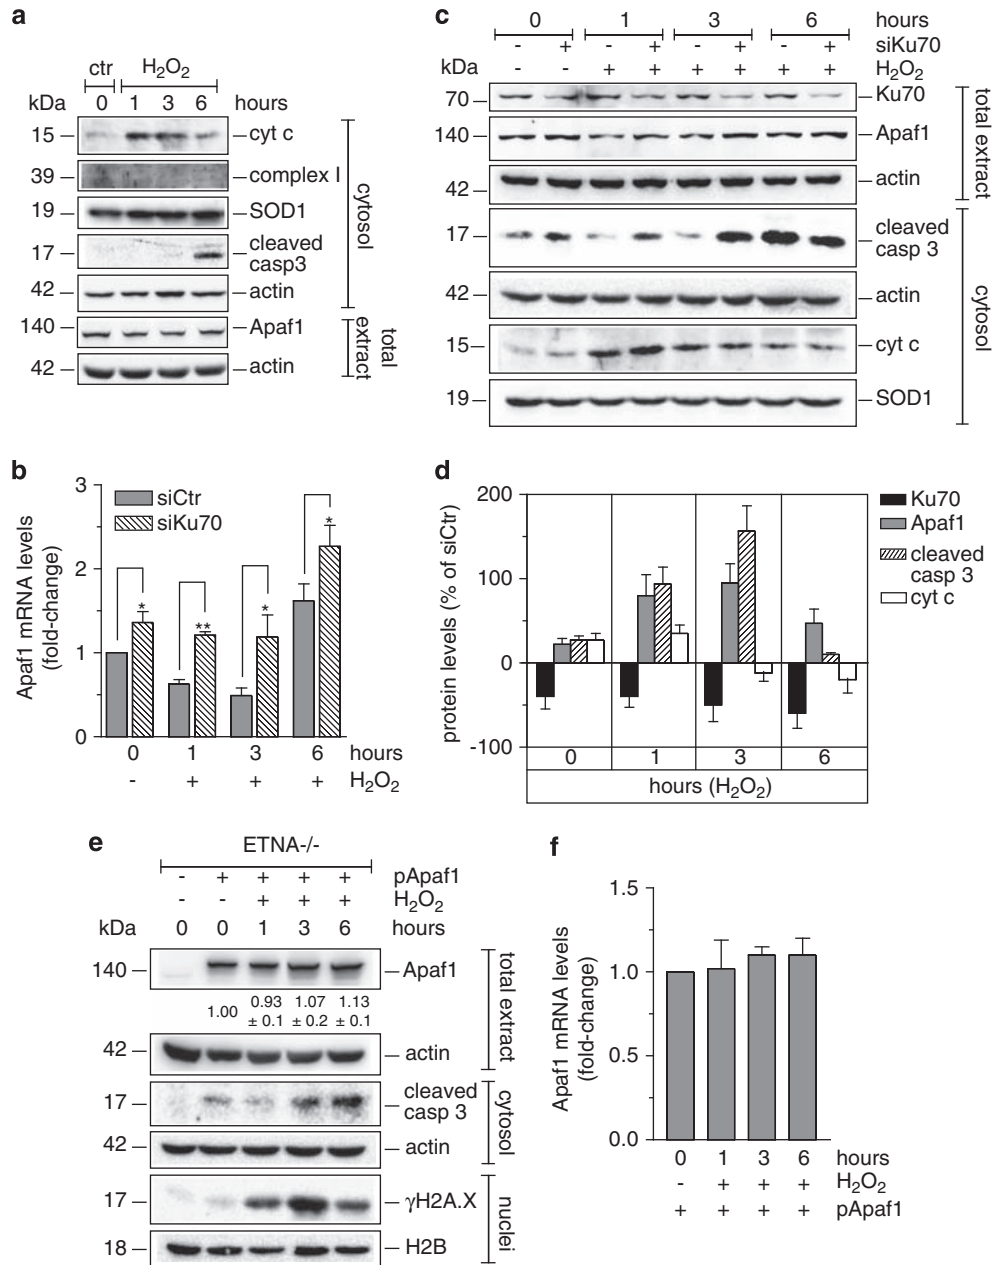 a
ctr H2O2
kDa 0 1 3 6 hours
15 cyt c
39 complex I
19 SOD1
17 cleaved casp3
42 actin
cytosol
140 Apaf1
42 actin
total extract
c
0 1 3 6 hours
- + - + - + - + siKu70
kDa - - + + + + + + H2O2
70 Ku70
140 Apaf1
42 actin
total extract
17 cleaved casp 3
42 actin
15 cyt c
19 SOD1
cytosol
b
Apaf1 mRNA levels
(fold-change)
3
2
1
0
siCtr
siKu70
* ** * *
0 1 3 6 hours
- + + + H2O2
d
protein levels (% of siCtr)
200
100
0
-100
0 1 3 6
hours (H2O2)
Ku70
Apaf1
cleaved
casp 3
cyt c
e
ETNA-/-
- + + + + pApaf1
- - + + + H2O2
kDa 0 0 1 3 6 hours
140 Apaf1
1.00 0.93 ± 0.1 1.07 ± 0.2 1.13 ± 0.1
42 actin
total extract
17 cleaved casp 3
42 actin
cytosol
17 γH2A.X
18 H2B
nuclei
f
Apaf1 mRNA levels
(fold-change)
1.5
1.0
0.5
0.0
0 1 3 6 hours
- + + + H2O2
+ + + + pApaf1